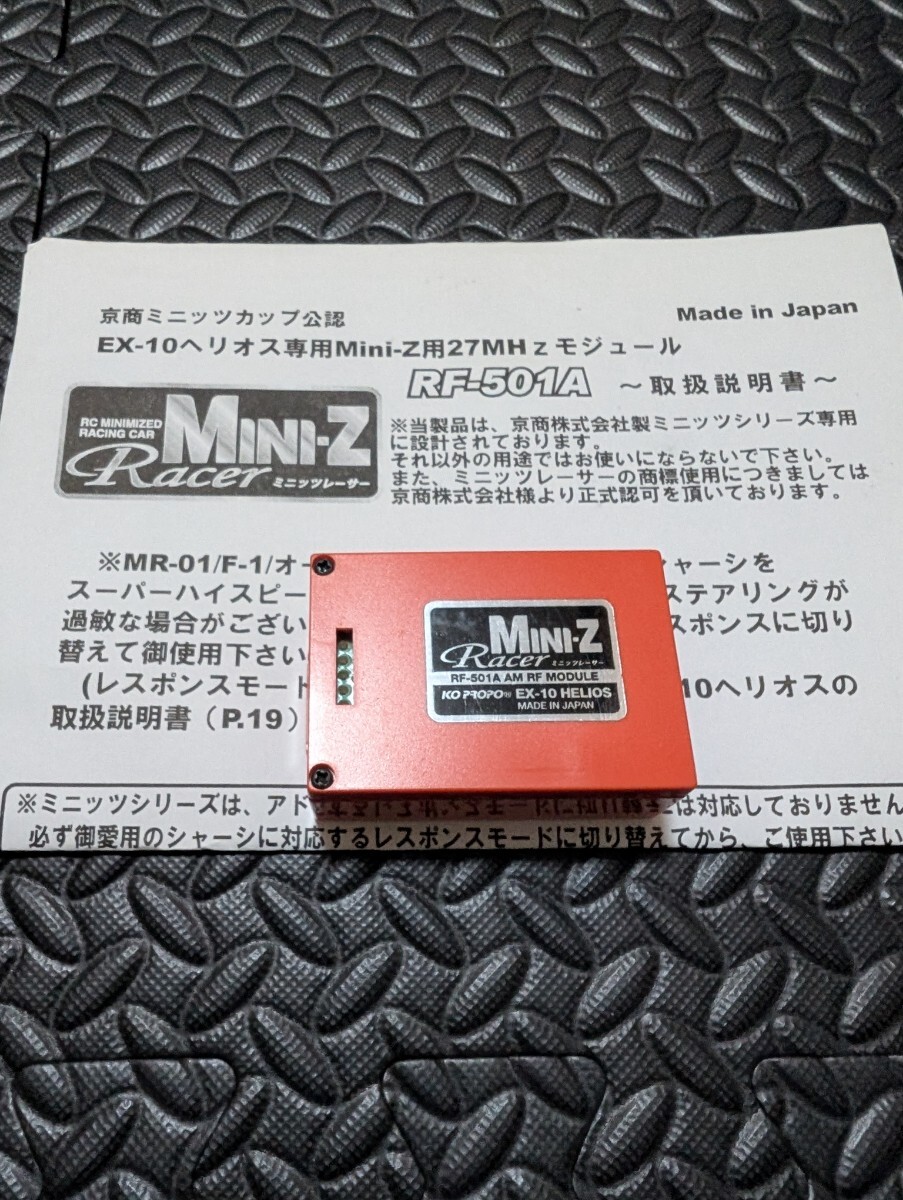 京商ミニッツカップ公認
Made in Japan
EX-10ヘリオス専用Mini-Z用27MHzモジュール
RF-501A ～取扱説明書～
RC MINIMIZED
RACING CAR
MINI-Z
Racer ミニッツレーサー
※当製品は、京商株式会社製ミニッツシリーズ専用
に設計されております。
それ以外の用途ではお使いにならないで下さい。
また、ミニッツレーサーの商標使用につきましては
京商株式会社様より正式認可を頂いております。
※MR-01/F-1/オー ャーシを
スーパーハイスピー ステアリングが
過敏な場合がござい スポンスに切り
替えて御使用下さい
(レスポンスモード 10ヘリオスの
取扱説明書（P.19）
MINI-Z
Racer ミニッツレーサー
RF-501A AM RF MODULE
KO PROPO® EX-10 HELIOS
MADE IN JAPAN
※ミニッツシリーズは、アド は対応しておりません
必ず御愛用のシャーシに対応するレスポンスモードに切り替えてから、ご使用下さい